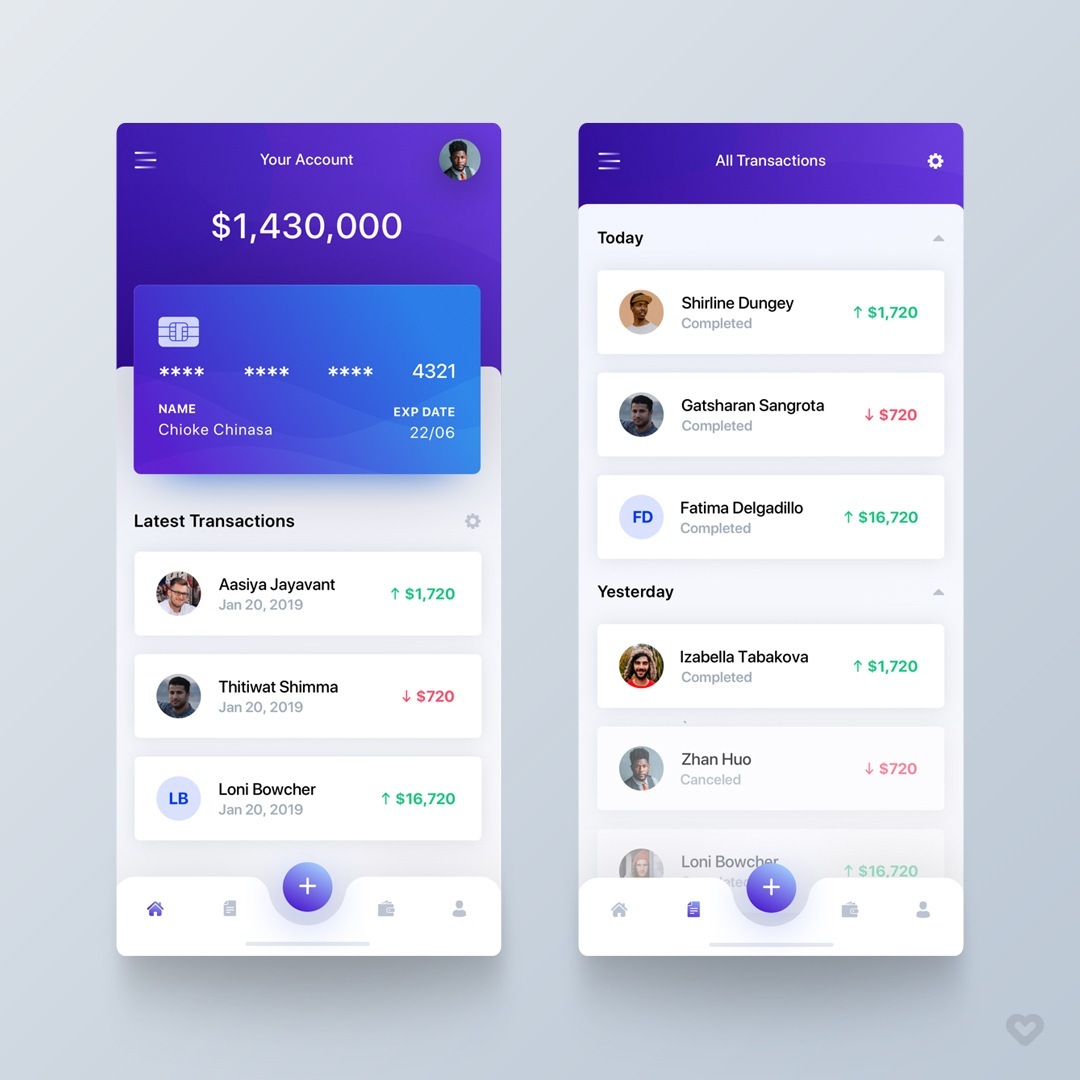 Your Account
$1,430,000
**** **** **** 4321
NAME EXP DATE
Chioke Chinasa 22/06
Latest Transactions
Aasiya Jayavant
Jan 20, 2019
↑ $1,720
Thitiwat Shimma
Jan 20, 2019
↓ $720
LB
Loni Bowcher
Jan 20, 2019
↑ $16,720
+
All Transactions
Today
Shirline Dungey
Completed
↑ $1,720
Gatsharan Sangrota
Completed
↓ $720
FD
Fatima Delgadillo
Completed
↑ $16,720
Yesterday
Izabella Tabakova
Completed
↑ $1,720
Zhan Huo
Canceled
↓ $720
Loni Bowcher
↑ $16,720
+